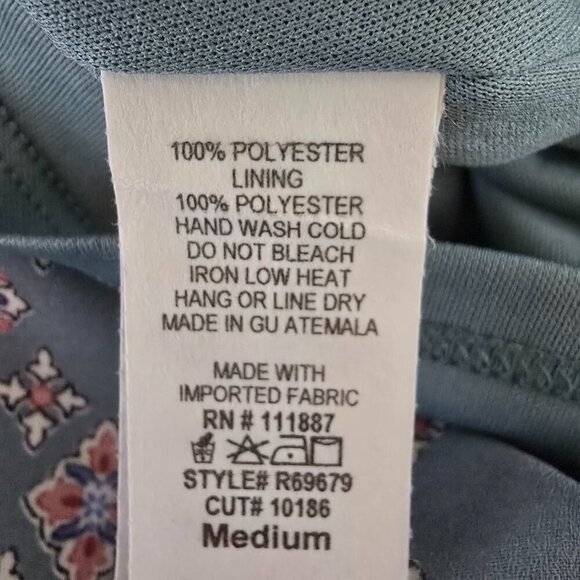 100% POLYESTER
LINING
100% POLYESTER
HAND WASH COLD
DO NOT BLEACH
IRON LOW HEAT
HANG OR LINE DRY
MADE IN GU ATEMALA
MADE WITH
IMPORTED FABRIC
RN # 111887
STYLE# R69679
CUT# 10186
Medium